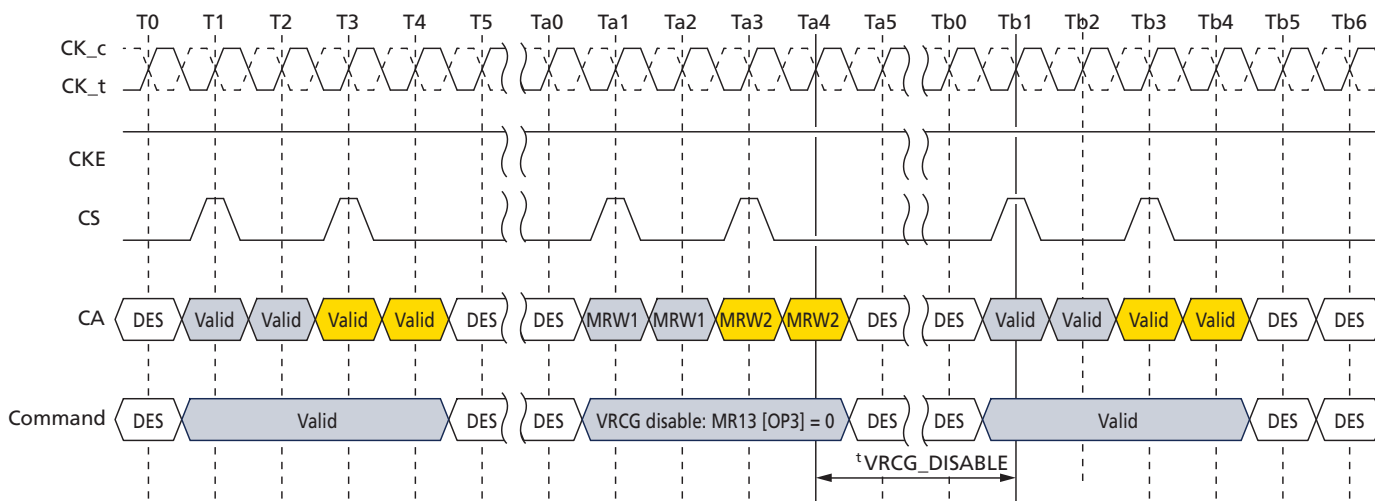 T0 T1 T2 T3 T4 T5 Ta0 Ta1 Ta2 Ta3 Ta4 Ta5 Tb0 Tb1 Tb2 Tb3 Tb4 Tb5 Tb6
CK_c
CK_t
CKE
CS
CA DES Valid Valid Valid Valid DES DES MRW1 MRW1 MRW2 MRW2 DES DES Valid Valid Valid Valid DES DES
Command DES Valid DES DES VRCG disable: MR13 [OP3] = 0 DES DES Valid DES DES
tVRCG_DISABLE